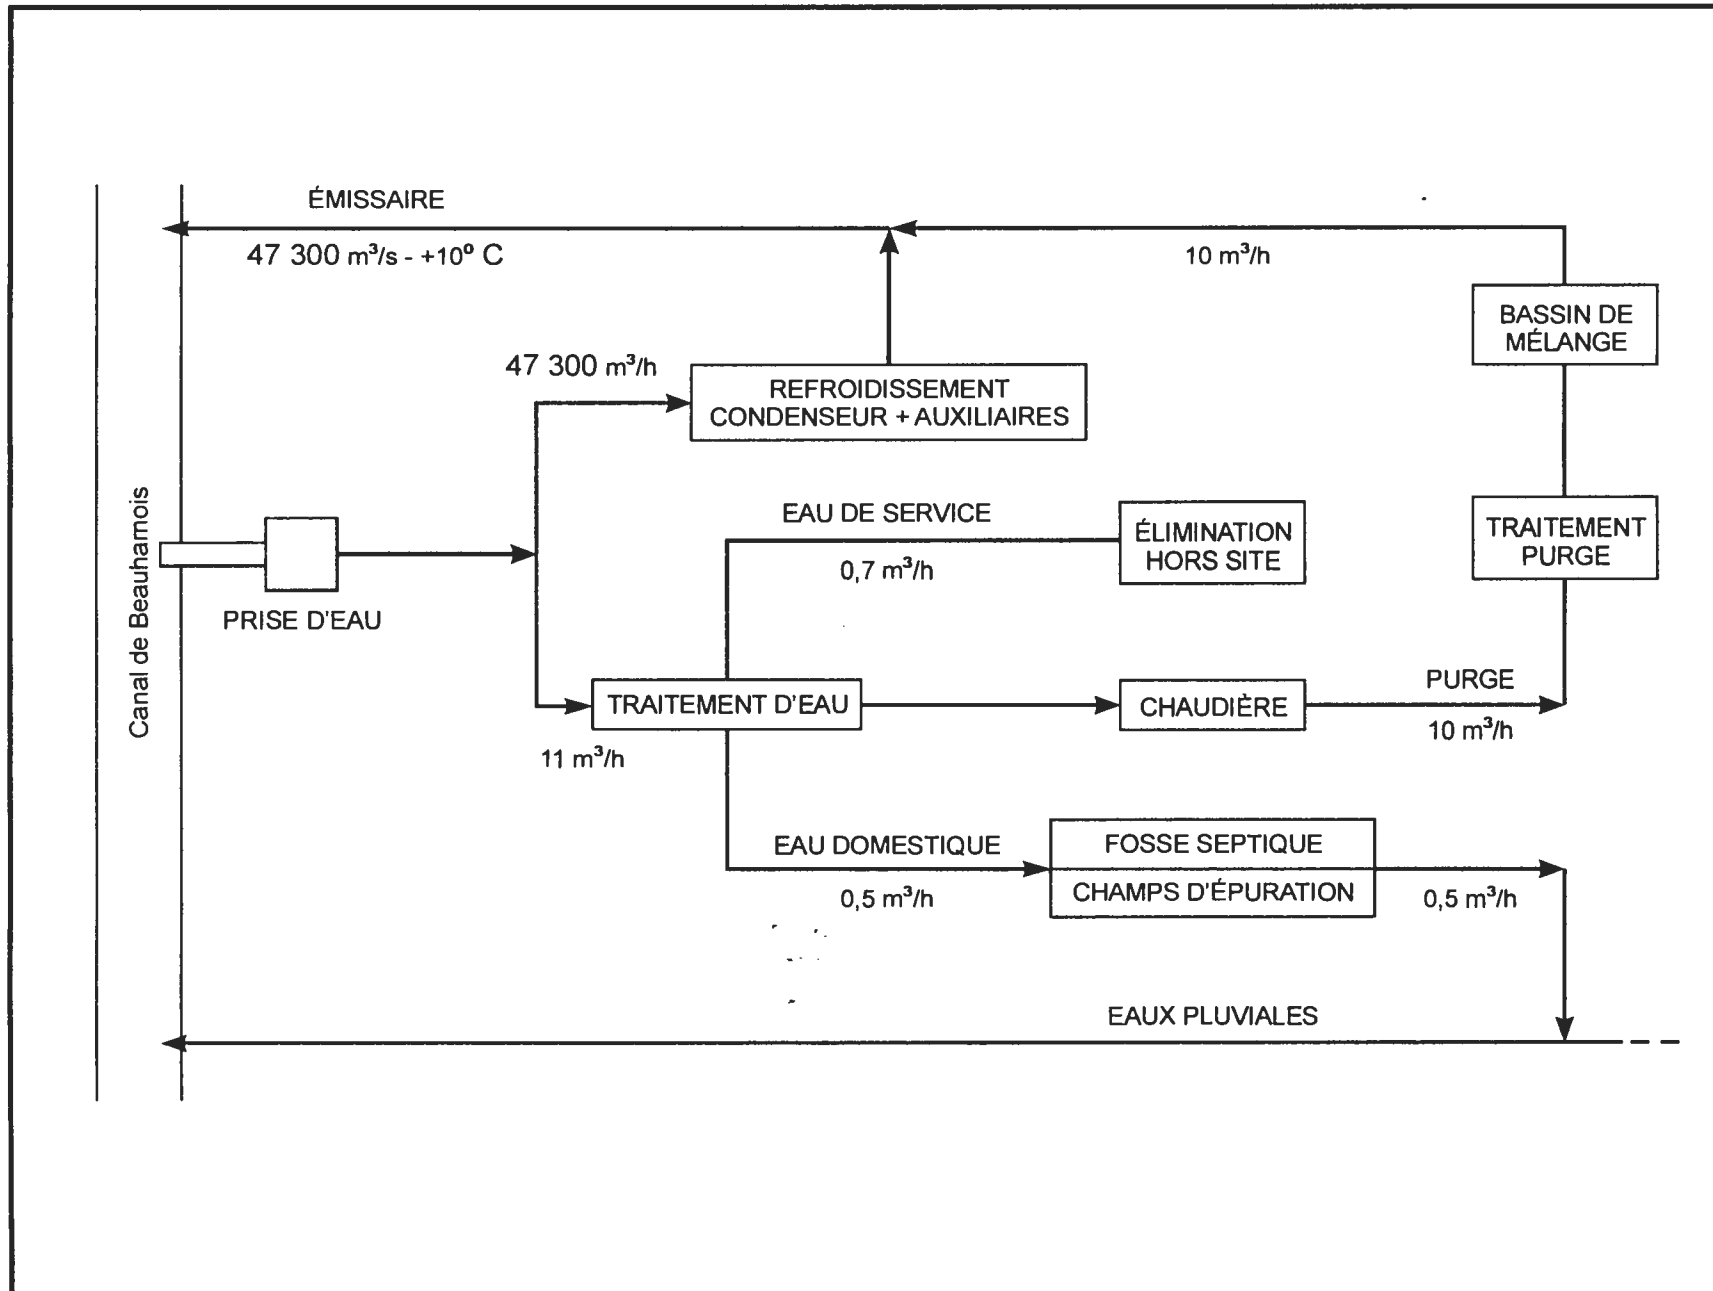 ÉMISSAIRE
47 300 m³/s - +10º C
10 m³/h
BASSIN DE
MÉLANGE
47 300 m³/h
REFROIDISSEMENT
CONDENSEUR + AUXILIAIRES
Canal de Beauharnois
PRISE D'EAU
EAU DE SERVICE
0,7 m³/h
ÉLIMINATION
HORS SITE
TRAITEMENT
PURGE
TRAITEMENT D'EAU
11 m³/h
CHAUDIÈRE
PURGE
10 m³/h
EAU DOMESTIQUE
0,5 m³/h
FOSSE SEPTIQUE
CHAMPS D'ÉPURATION
0,5 m³/h
EAUX PLUVIALES